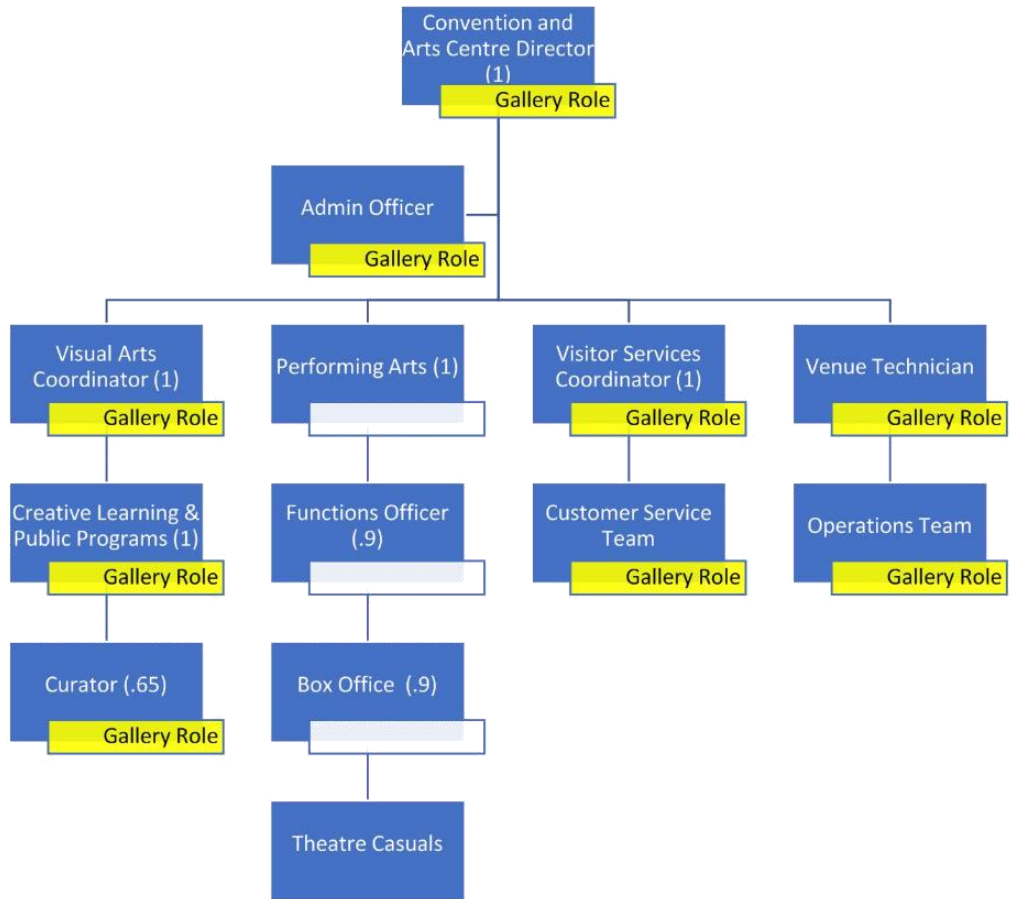 Convention and
Arts Centre Director
(1)
Gallery Role
Admin Officer
Gallery Role
Visual Arts
Coordinator (1)
Gallery Role
Performing Arts (1)
Visitor Services
Coordinator (1)
Gallery Role
Venue Technician
Gallery Role
Creative Learning &
Public Programs (1)
Gallery Role
Functions Officer
(.9)
Customer Service
Team
Gallery Role
Operations Team
Gallery Role
Curator (.65)
Gallery Role
Box Office (.9)
Theatre Casuals